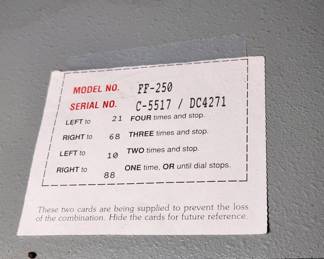 MODEL NO. FF-250
SERIAL NO. C-5517 / DC4271
LEFT to 21 FOUR times and stop.
RIGHT to 68 THREE times and stop.
LEFT to 10 TWO times and stop.
RIGHT to 88 ONE time, OR until dial stops.
These two cards are being supplied to prevent the loss
of the combination. Hide the cards for future reference.